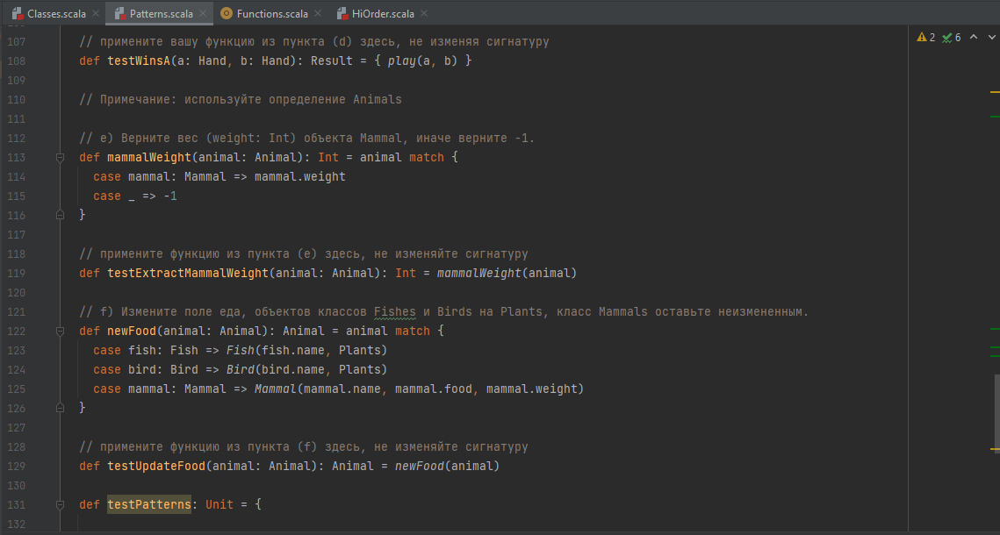 Classes.scala Patterns.scala Functions.scala HiOrder.scala
107 // примените вашу функцию из пункта (d) здесь, не изменяя сигнатуру
108 def testWinsA(a: Hand, b: Hand): Result = { play(a, b) }
109
110 // Примечание: используйте определение Animals
111
112 // e) Верните вес (weight: Int) объекта Mammal, иначе верните -1.
113 def mammalWeight(animal: Animal): Int = animal match {
114 case mammal: Mammal => mammal.weight
115 case _ => -1
116 }
117
118 // примените функцию из пункта (e) здесь, не изменяйте сигнатуру
119 def testExtractMammalWeight(animal: Animal): Int = mammalWeight(animal)
120
121 // f) Измените поле еда, объектов классов Fishes и Birds на Plants, класс Mammals оставьте неизмененным.
122 def newFood(animal: Animal): Animal = animal match {
123 case fish: Fish => Fish(fish.name, Plants)
124 case bird: Bird => Bird(bird.name, Plants)
125 case mammal: Mammal => Mammal(mammal.name, mammal.food, mammal.weight)
126 }
127
128 // примените функцию из пункта (f) здесь, не изменяйте сигнатуру
129 def testUpdateFood(animal: Animal): Animal = newFood(animal)
130
131 def testPatterns: Unit = {
132
2 6